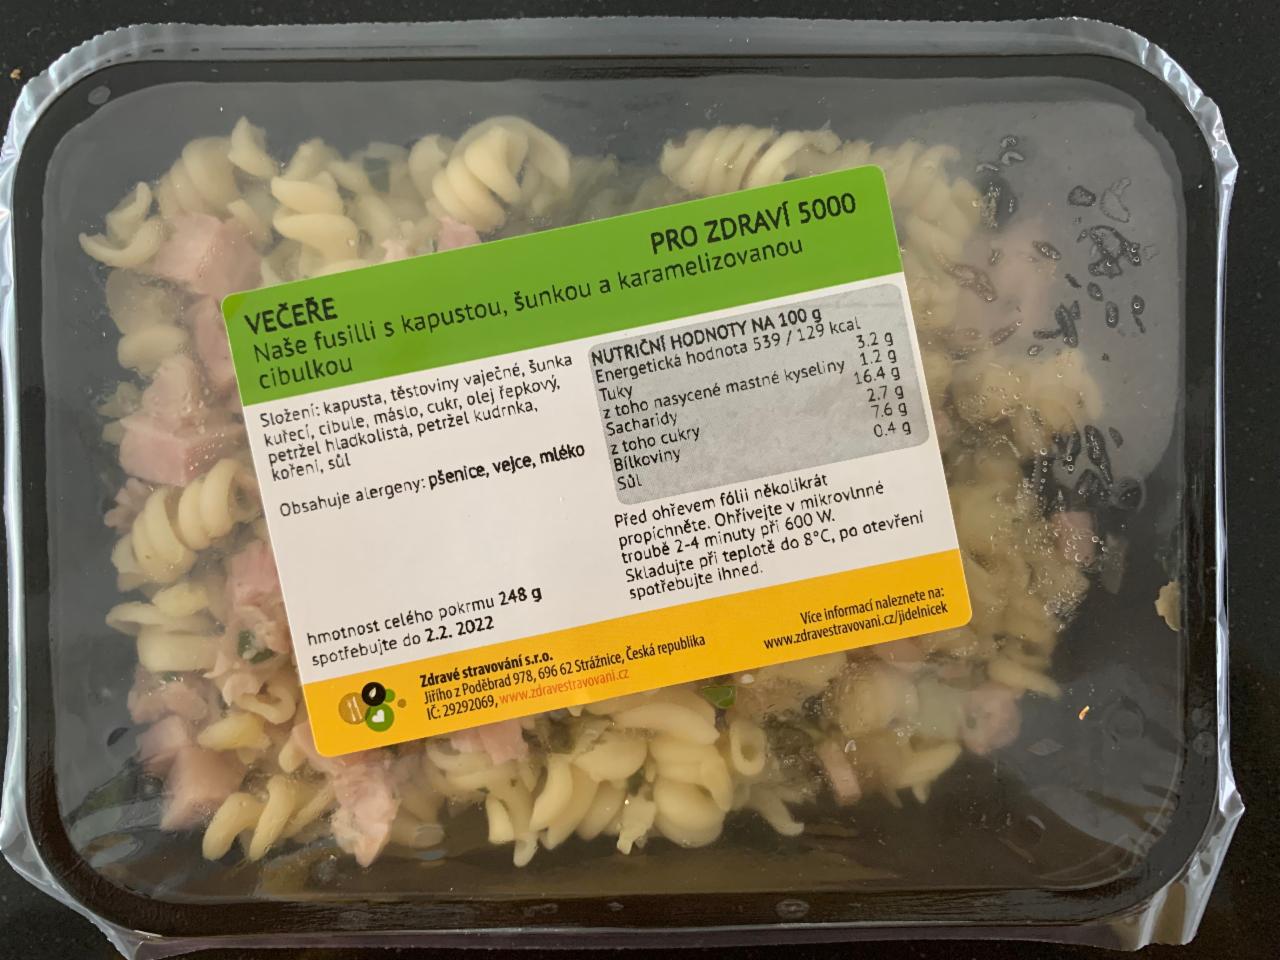 PRO ZDRAVÍ 5000
VEČEŘE
Naše fusilli s kapustou, šunkou a karamelizovanou
cibulkou
Složení: kapusta, těstoviny vaječné, šunka
kuřecí, cibule, máslo, cukr, olej řepkový,
petržel hladkolistá, petržel kudrnka,
koření, sůl
Obsahuje alergeny: pšenice, vejce, mléko
hmotnost celého pokrmu 248 g
spotřebujte do 2.2. 2022
NUTRIČNÍ HODNOTY NA 100 g
Energetická hodnota 539 / 129 kcal
Tuky 3.2 g
z toho nasycené mastné kyseliny 1.2 g
Sacharidy 16.4 g
z toho cukry 2.7 g
Bílkoviny 7.6 g
Sůl 0.4 g
Před ohřevem fólii několikrát
propíchněte. Ohřívejte v mikrovlnné
troubě 2-4 minuty při 600 W.
Skladujte při teplotě do 8°C, po otevření
spotřebujte ihned.
Zdravé stravování s.r.o.
Jiřího z Poděbrad 978, 696 62 Strážnice, Česká republika
IČ: 29292069, www.zdravestravovani.cz
Více informací naleznete na:
www.zdravestravovani.cz/jidelnicek